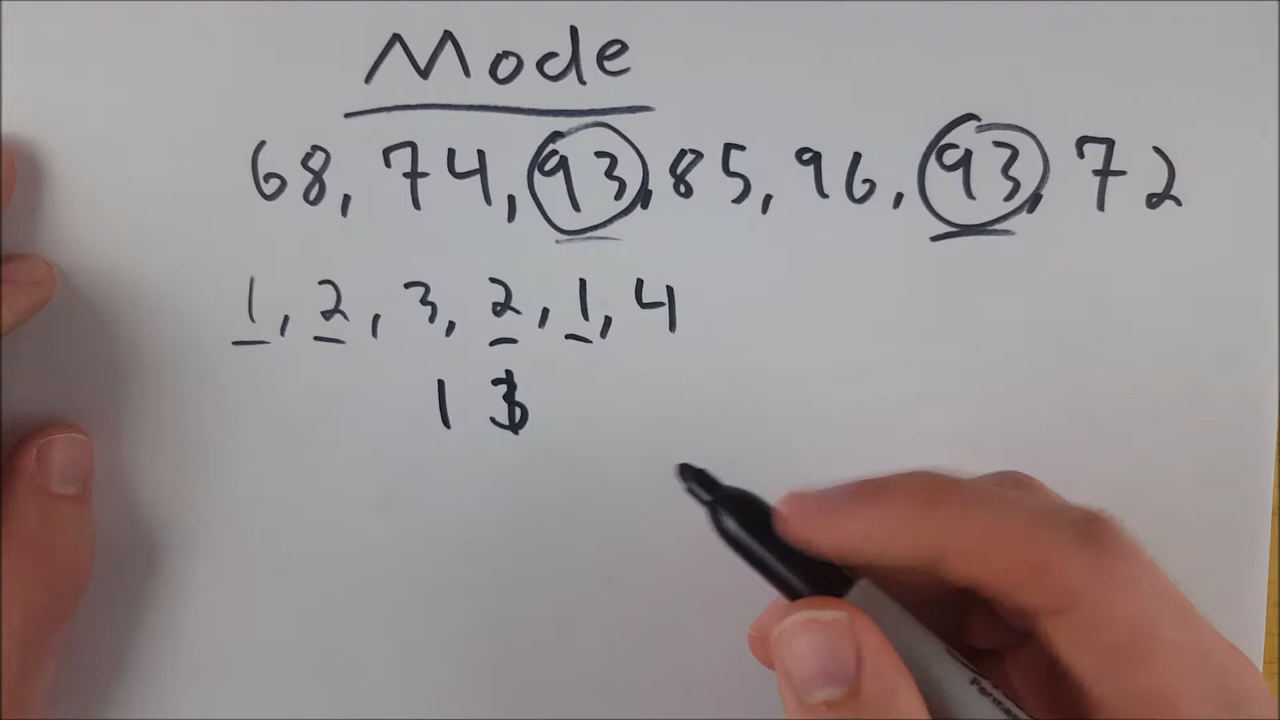 Mode
68, 74, 93, 85, 96, 93, 72
1, 2, 3, 2, 1, 4
1